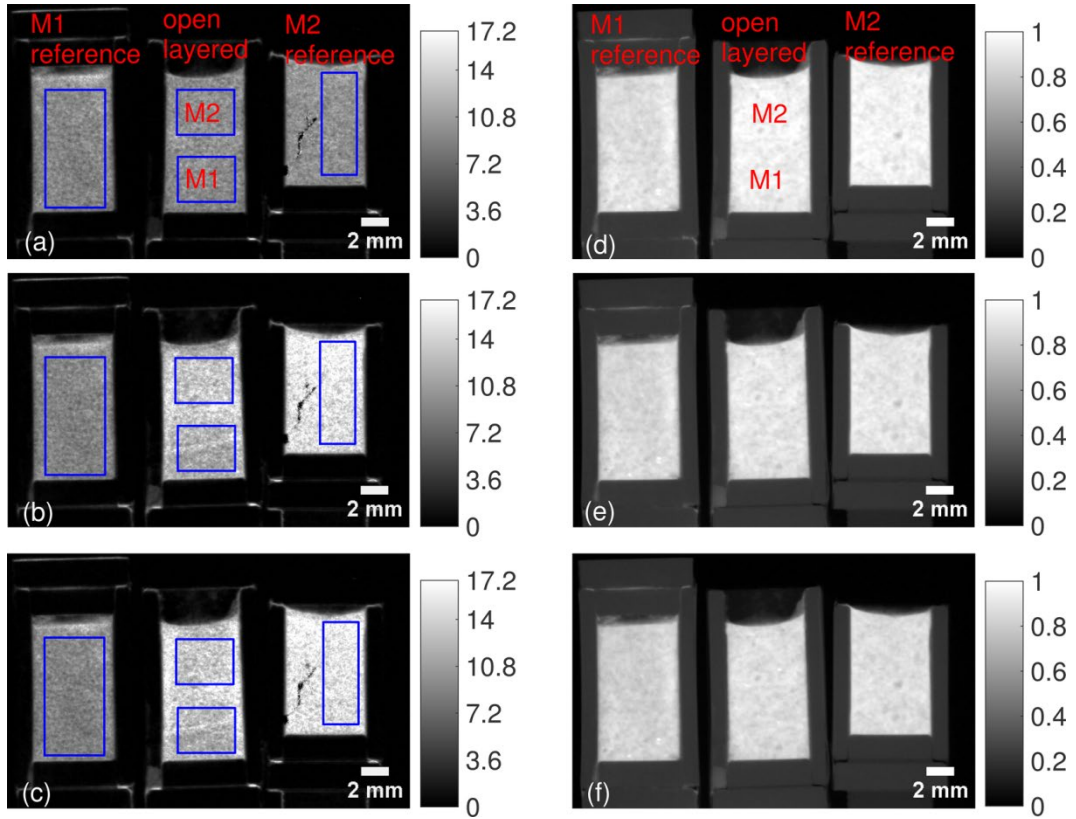 M1
reference
open
layered
M2
reference
M2
M1
(a)
2 mm
17.2
14
10.8
7.2
3.6
0
M1
reference
open
layered
M2
reference
M2
M1
(d)
2 mm
1
0.8
0.6
0.4
0.2
0
(b)
2 mm
17.2
14
10.8
7.2
3.6
0
(e)
2 mm
1
0.8
0.6
0.4
0.2
0
(c)
2 mm
17.2
14
10.8
7.2
3.6
0
(f)
2 mm
1
0.8
0.6
0.4
0.2
0